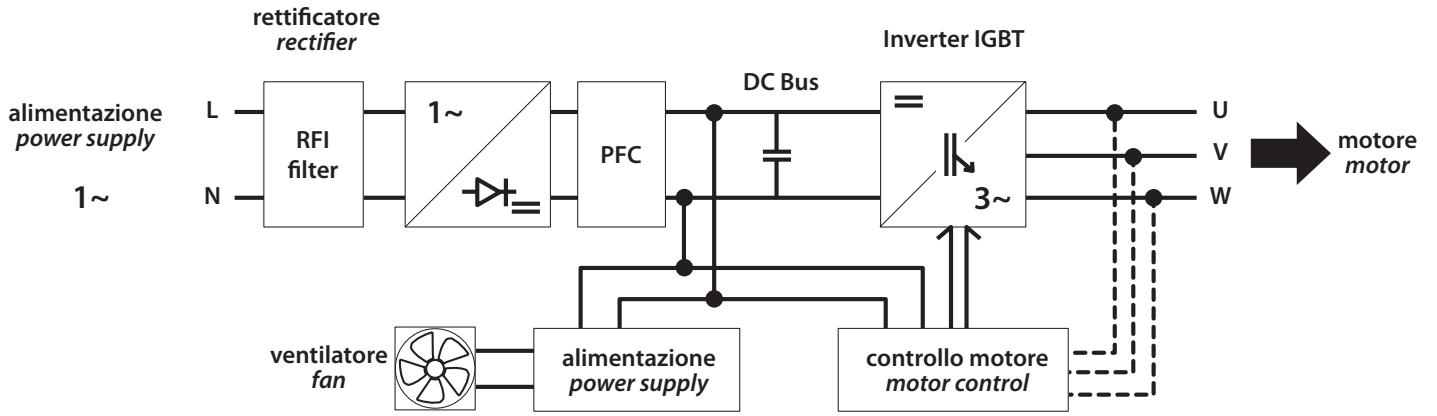 rettificatore
rectifier
Inverter IGBT
DC Bus
alimentazione
power supply
1~
L
N
RFI
filter
1~
PFC
3~
U
V
W
motore
motor
ventilatore
fan
alimentazione
power supply
controllo motore
motor control